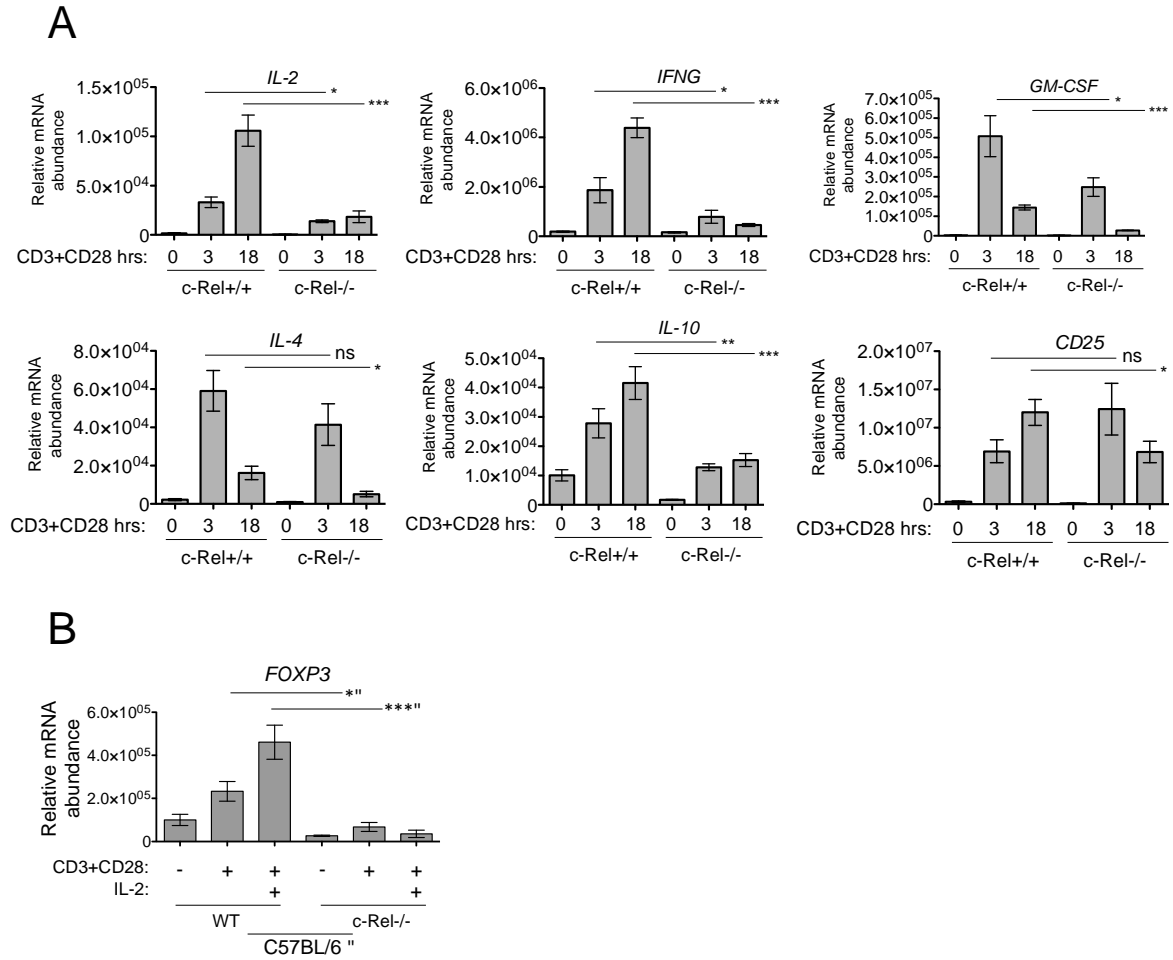 A
IL-2
Relative mRNA
abundance
1.5×10⁰⁵
1.0×10⁰⁵
5.0×10⁰⁴
0
*
***
CD3+CD28 hrs: 0 3 18 0 3 18
c-Rel+/+ c-Rel-/-
IFNG
Relative mRNA
abundance
6.0×10⁰⁶
4.0×10⁰⁶
2.0×10⁰⁶
0
*
***
0 3 18 0 3 18
c-Rel+/+ c-Rel-/-
GM-CSF
Relative mRNA
abundance
7.0×10⁰⁵
6.0×10⁰⁵
5.0×10⁰⁵
4.0×10⁰⁵
3.0×10⁰⁵
2.0×10⁰⁵
1.0×10⁰⁵
0
*
***
CD3+CD28 hrs: 0 3 18 0 3 18
c-Rel+/+ c-Rel-/-
IL-4
Relative mRNA
abundance
8.0×10⁰⁴
6.0×10⁰⁴
4.0×10⁰⁴
2.0×10⁰⁴
0
ns
*
CD3+CD28 hrs: 0 3 18 0 3 18
c-Rel+/+ c-Rel-/-
IL-10
Relative mRNA
abundance
5.0×10⁰⁴
4.0×10⁰⁴
3.0×10⁰⁴
2.0×10⁰⁴
1.0×10⁰⁴
0
**
***
CD3+CD28 hrs: 0 3 18 0 3 18
c-Rel+/+ c-Rel-/-
CD25
Relative mRNA
abundance
2.0×10⁰⁷
1.5×10⁰⁷
1.0×10⁰⁷
5.0×10⁰⁶
0
ns
*
CD3+CD28 hrs: 0 3 18 0 3 18
c-Rel+/+ c-Rel-/-
B
FOXP3
Relative mRNA
abundance
6.0×10⁰⁵
4.0×10⁰⁵
2.0×10⁰⁵
0
*"
***"
CD3+CD28: - + + - + +
IL-2: + +
WT c-Rel-/-
C57BL/6 "